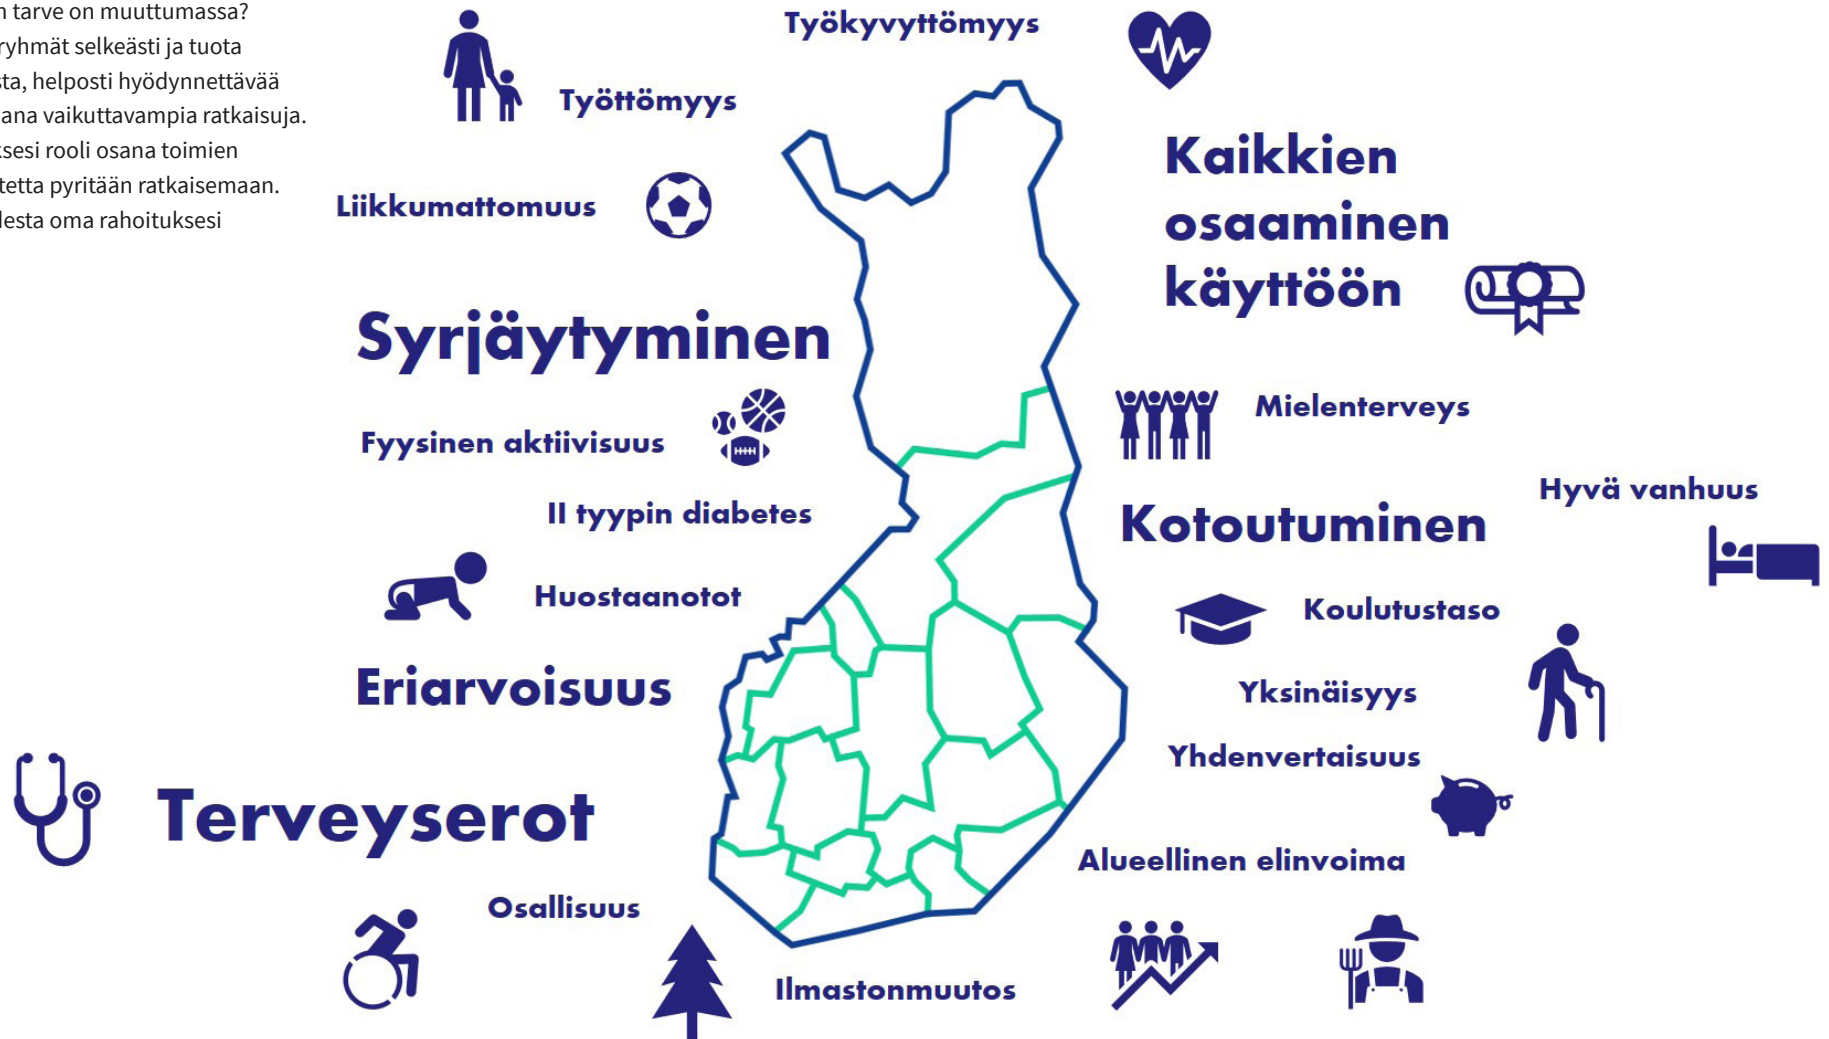 n tarve on muuttumassa?
ryhmät selkeästi ja tuota
sta, helposti hyödynnettävää
ana vaikuttavampia ratkaisuja.
ksesi rooli osana toimien
tetta pyritään ratkaisemaan.
desta oma rahoituksesi
Työkyvyttömyys
Työttömyys
Liikkumattomuus
Kaikkien
osaaminen
käyttöön
Syrjäytyminen
Fyysinen aktiivisuus
Mielenterveys
II tyypin diabetes
Hyvä vanhuus
Kotoutuminen
Huostaanotot
Koulutustaso
Eriarvoisuus
Yksinäisyys
Yhdenvertaisuus
Terveyserot
Alueellinen elinvoima
Osallisuus
Ilmastonmuutos